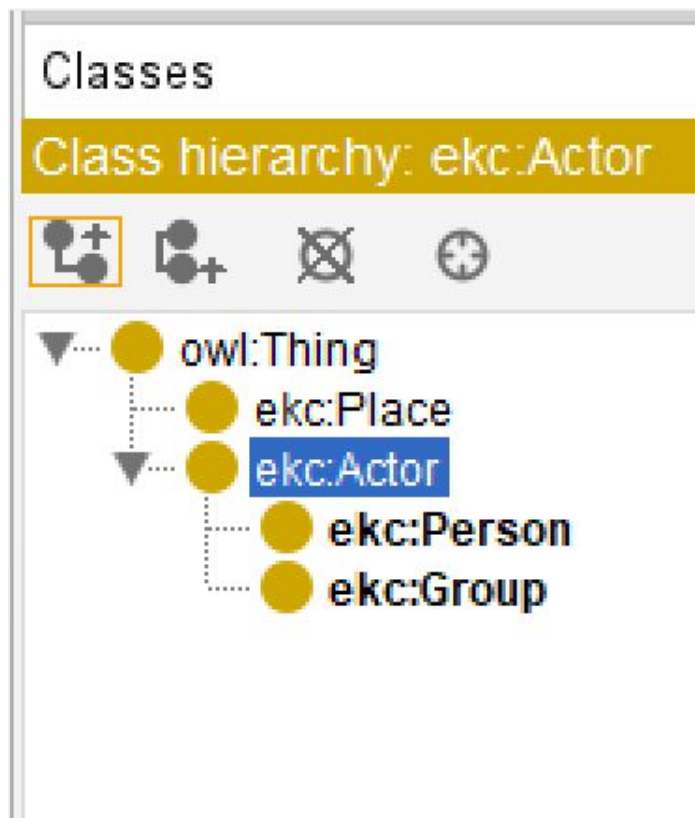 Classes
Class hierarchy: ekc:Actor
owl:Thing
ekc:Place
ekc:Actor
ekc:Person
ekc:Group